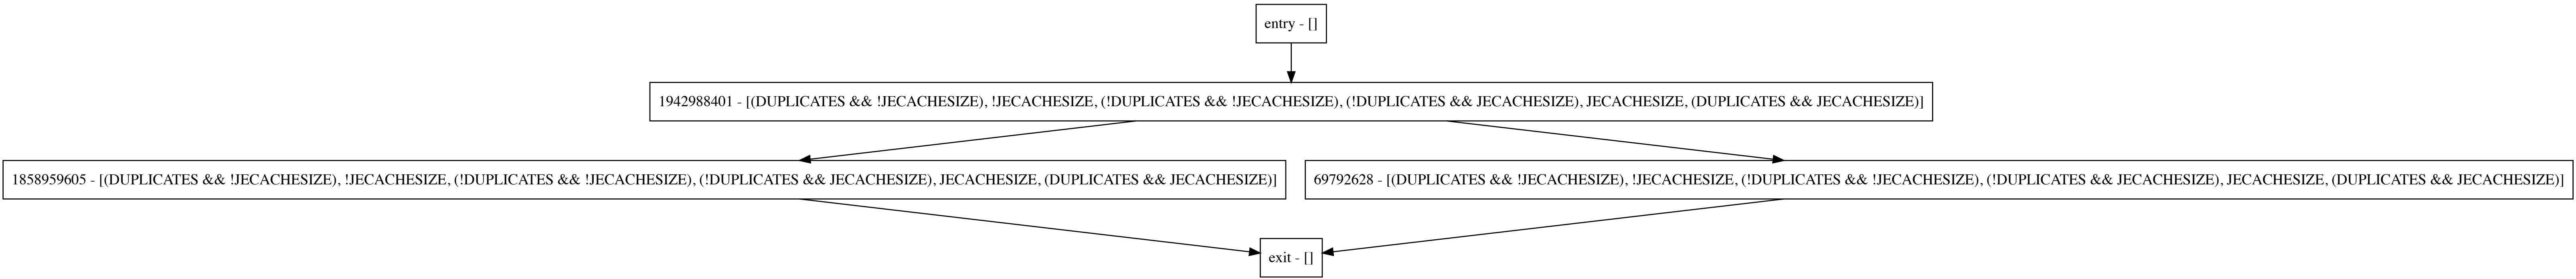 entry - []
1942988401 - [(DUPLICATES && !JECACHESIZE), !JECACHESIZE, (!DUPLICATES && !JECACHESIZE), (!DUPLICATES && JECACHESIZE), JECACHESIZE, (DUPLICATES && JECACHESIZE)]
1858959605 - [(DUPLICATES && !JECACHESIZE), !JECACHESIZE, (!DUPLICATES && !JECACHESIZE), (!DUPLICATES && JECACHESIZE), JECACHESIZE, (DUPLICATES && JECACHESIZE)]
69792628 - [(DUPLICATES && !JECACHESIZE), !JECACHESIZE, (!DUPLICATES && !JECACHESIZE), (!DUPLICATES && JECACHESIZE), JECACHESIZE, (DUPLICATES && JECACHESIZE)]
exit - []